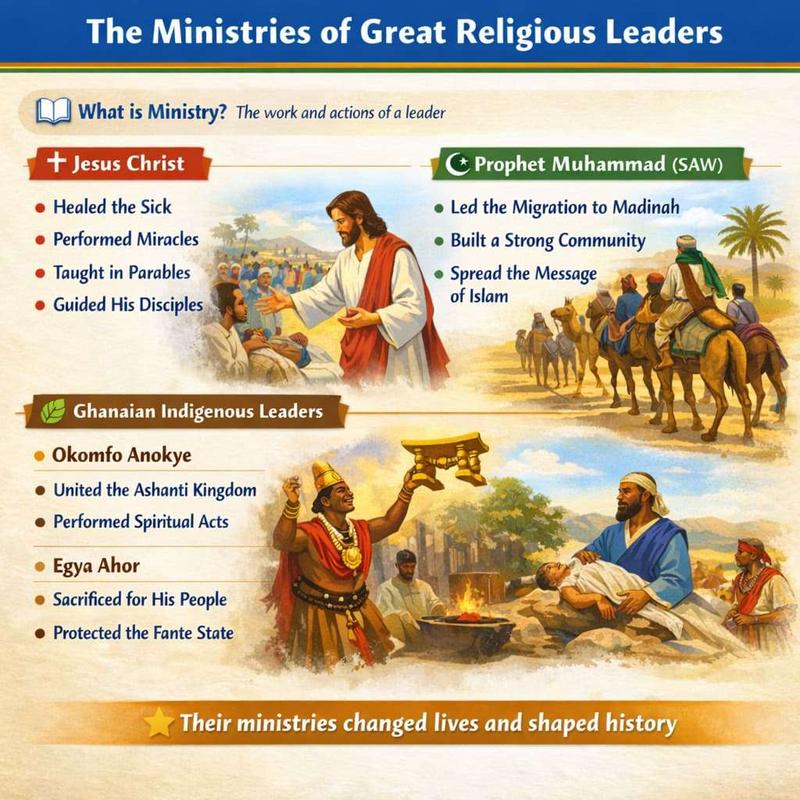 The Ministries of Great Religious Leaders
What is Ministry? The work and actions of a leader
Jesus Christ
Healed the Sick
Performed Miracles
Taught in Parables
Guided His Disciples
Prophet Muhammad (SAW)
Led the Migration to Madinah
Built a Strong Community
Spread the Message
of Islam
Ghanaian Indigenous Leaders
Okomfo Anokye
United the Ashanti Kingdom
Performed Spiritual Acts
Egya Ahor
Sacrificed for His People
Protected the Fante State
Their ministries changed lives and shaped history